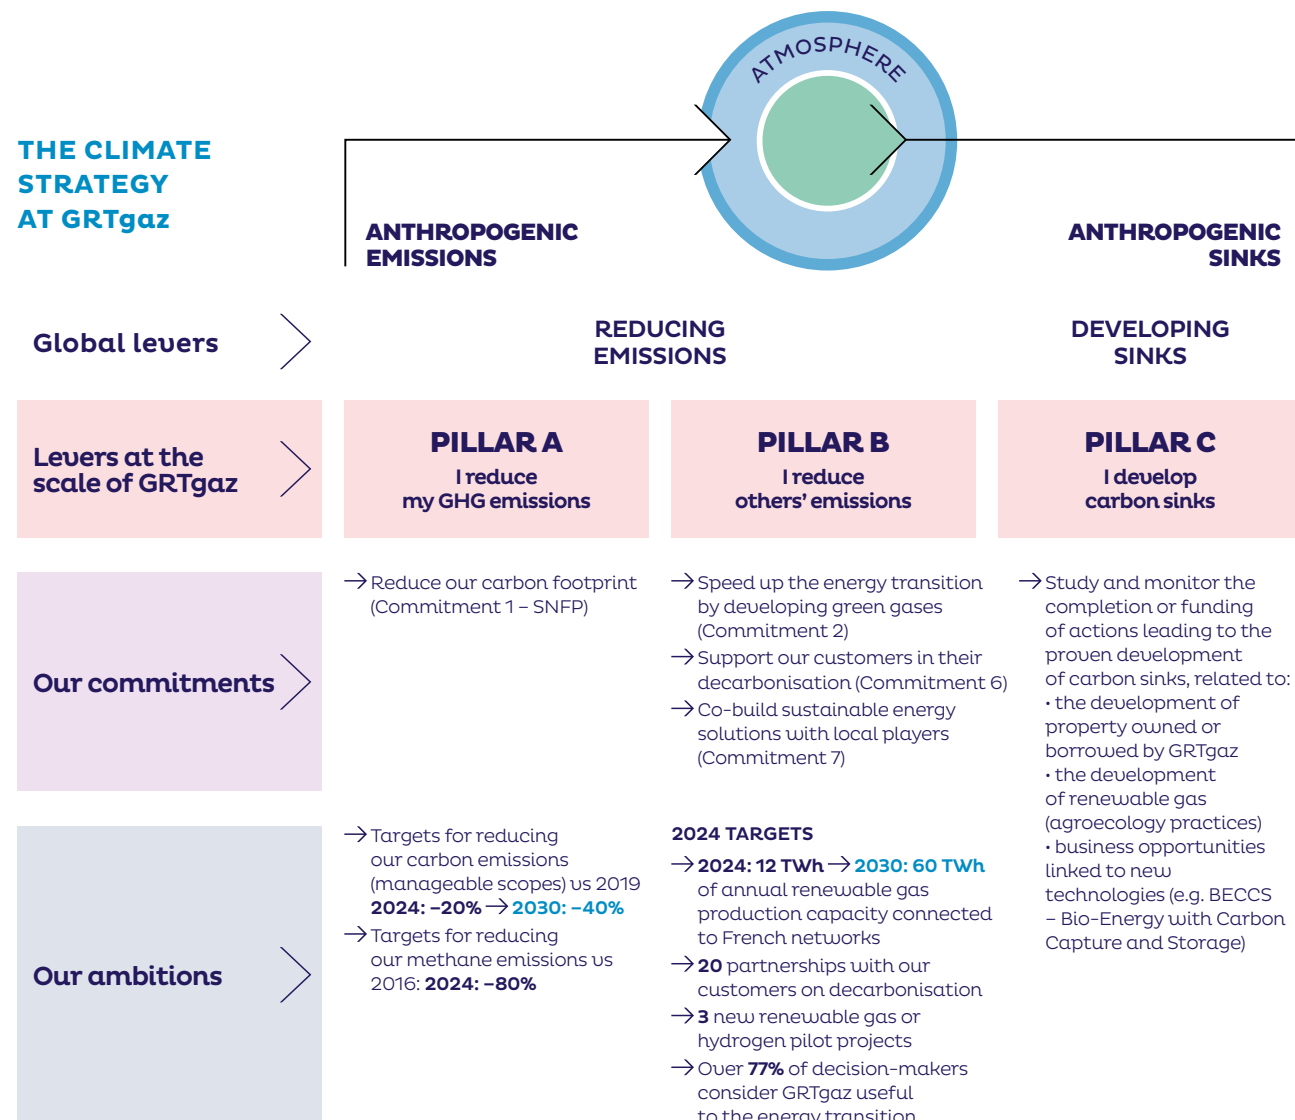 ATMOSPHERE
THE CLIMATE
STRATEGY
AT GRTgaz
ANTHROPOGENIC
EMISSIONS
ANTHROPOGENIC
SINKS
Global levers
REDUCING
EMISSIONS
DEVELOPING
SINKS
Levers at the
scale of GRTgaz
PILLAR A
I reduce
my GHG emissions
PILLAR B
I reduce
others’ emissions
PILLAR C
I develop
carbon sinks
Our commitments
→ Reduce our carbon footprint
(Commitment 1 – SNFP)
→ Speed up the energy transition
by developing green gases
(Commitment 2)
→ Support our customers in their
decarbonisation (Commitment 6)
→ Co-build sustainable energy
solutions with local players
(Commitment 7)
→ Study and monitor the
completion or funding
of actions leading to the
proven development
of carbon sinks, related to:
• the development of
property owned or
borrowed by GRTgaz
• the development
of renewable gas
(agroecology practices)
• business opportunities
linked to new
technologies (e.g. BECCS
– Bio-Energy with Carbon
Capture and Storage)
Our ambitions
→ Targets for reducing
our carbon emissions
(manageable scopes) vs 2019
2024: –20% → 2030: –40%
→ Targets for reducing
our methane emissions vs
2016: 2024: –80%
2024 TARGETS
→ 2024: 12 TWh → 2030: 60 TWh
of annual renewable gas
production capacity connected
to French networks
→ 20 partnerships with our
customers on decarbonisation
→ 3 new renewable gas or
hydrogen pilot projects
→ Over 77% of decision-makers
consider GRTgaz useful
to the energy transition